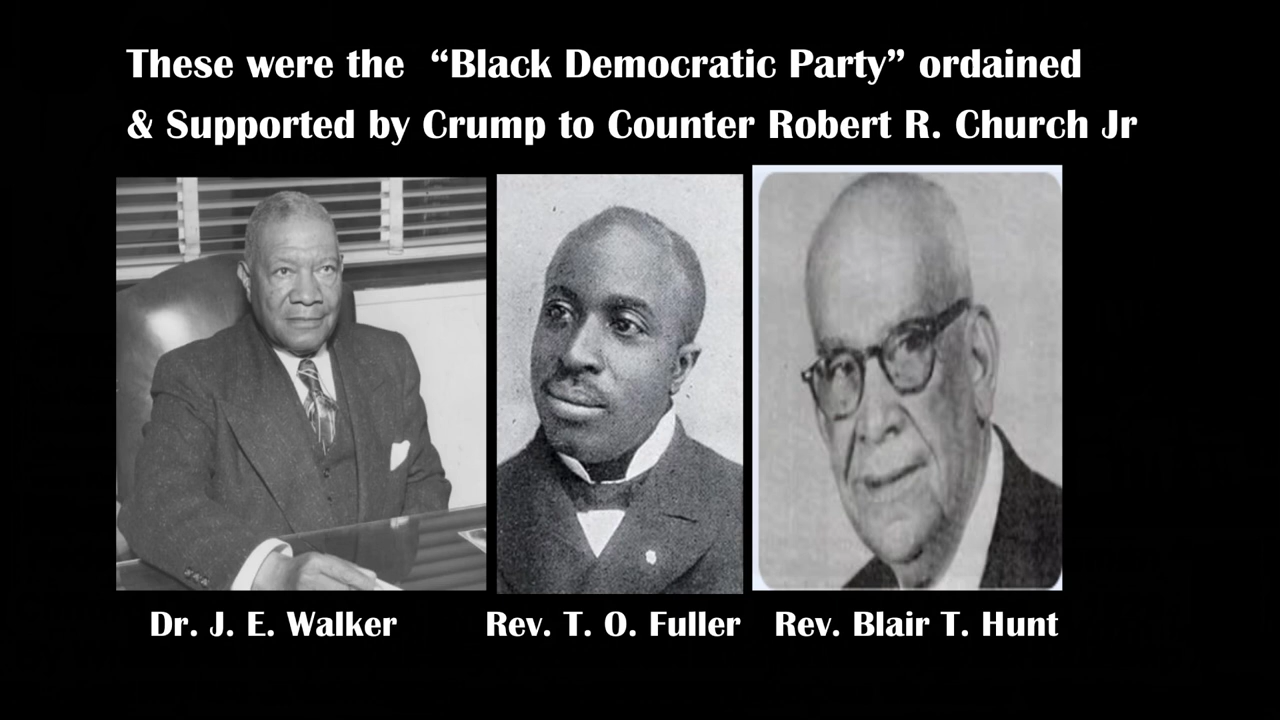 These were the “Black Democratic Party” ordained
& Supported by Crump to Counter Robert R. Church Jr
Dr. J. E. Walker
Rev. T. O. Fuller
Rev. Blair T. Hunt